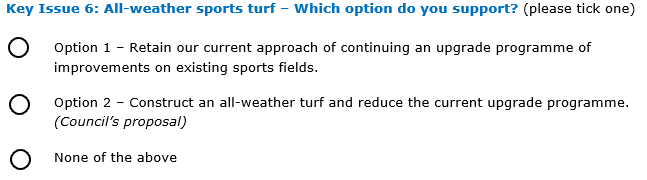 Key Issue 6: All-weather sports turf – Which option do you support? (please tick one)
Option 1 – Retain our current approach of continuing an upgrade programme of
improvements on existing sports fields.
Option 2 – Construct an all-weather turf and reduce the current upgrade programme.
(Council's proposal)
None of the above